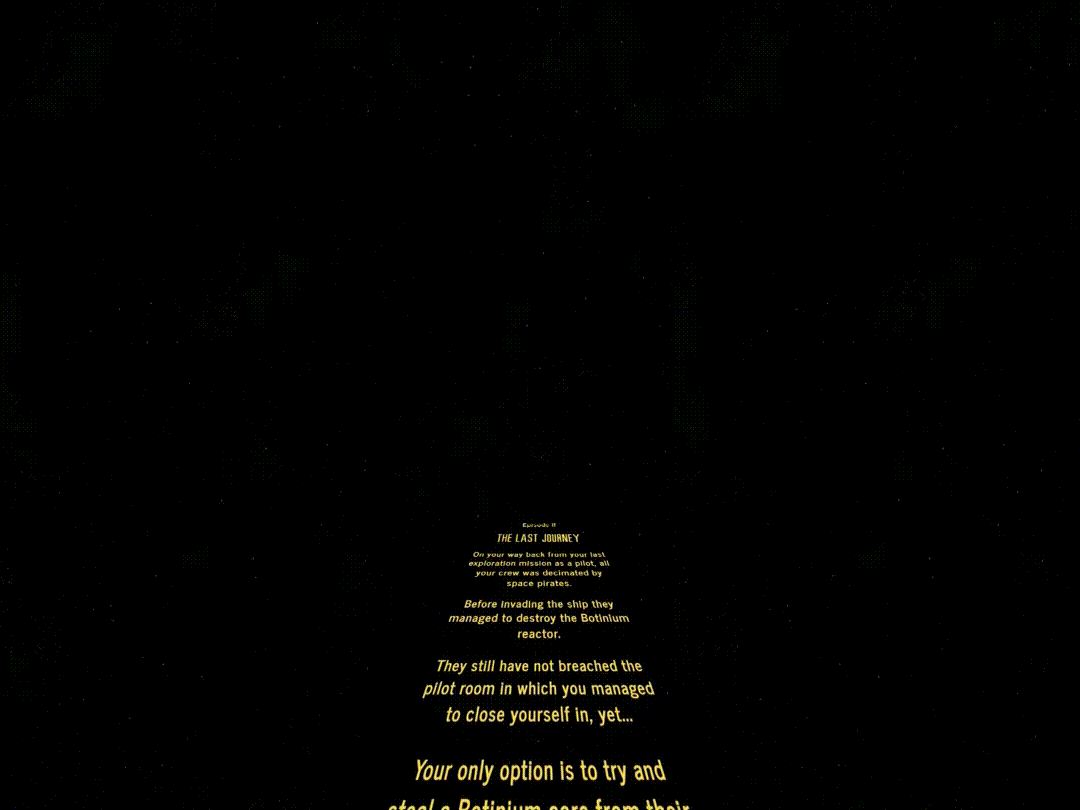 Episode II
THE LAST JOURNEY
On your way back from your last
exploration mission as a pilot, all
your crew was decimated by
space pirates.
Before invading the ship they
managed to destroy the Botinium
reactor.
They still have not breached the
pilot room in which you managed
to close yourself in, yet...
Your only option is to try and
steal a Botinium core from their